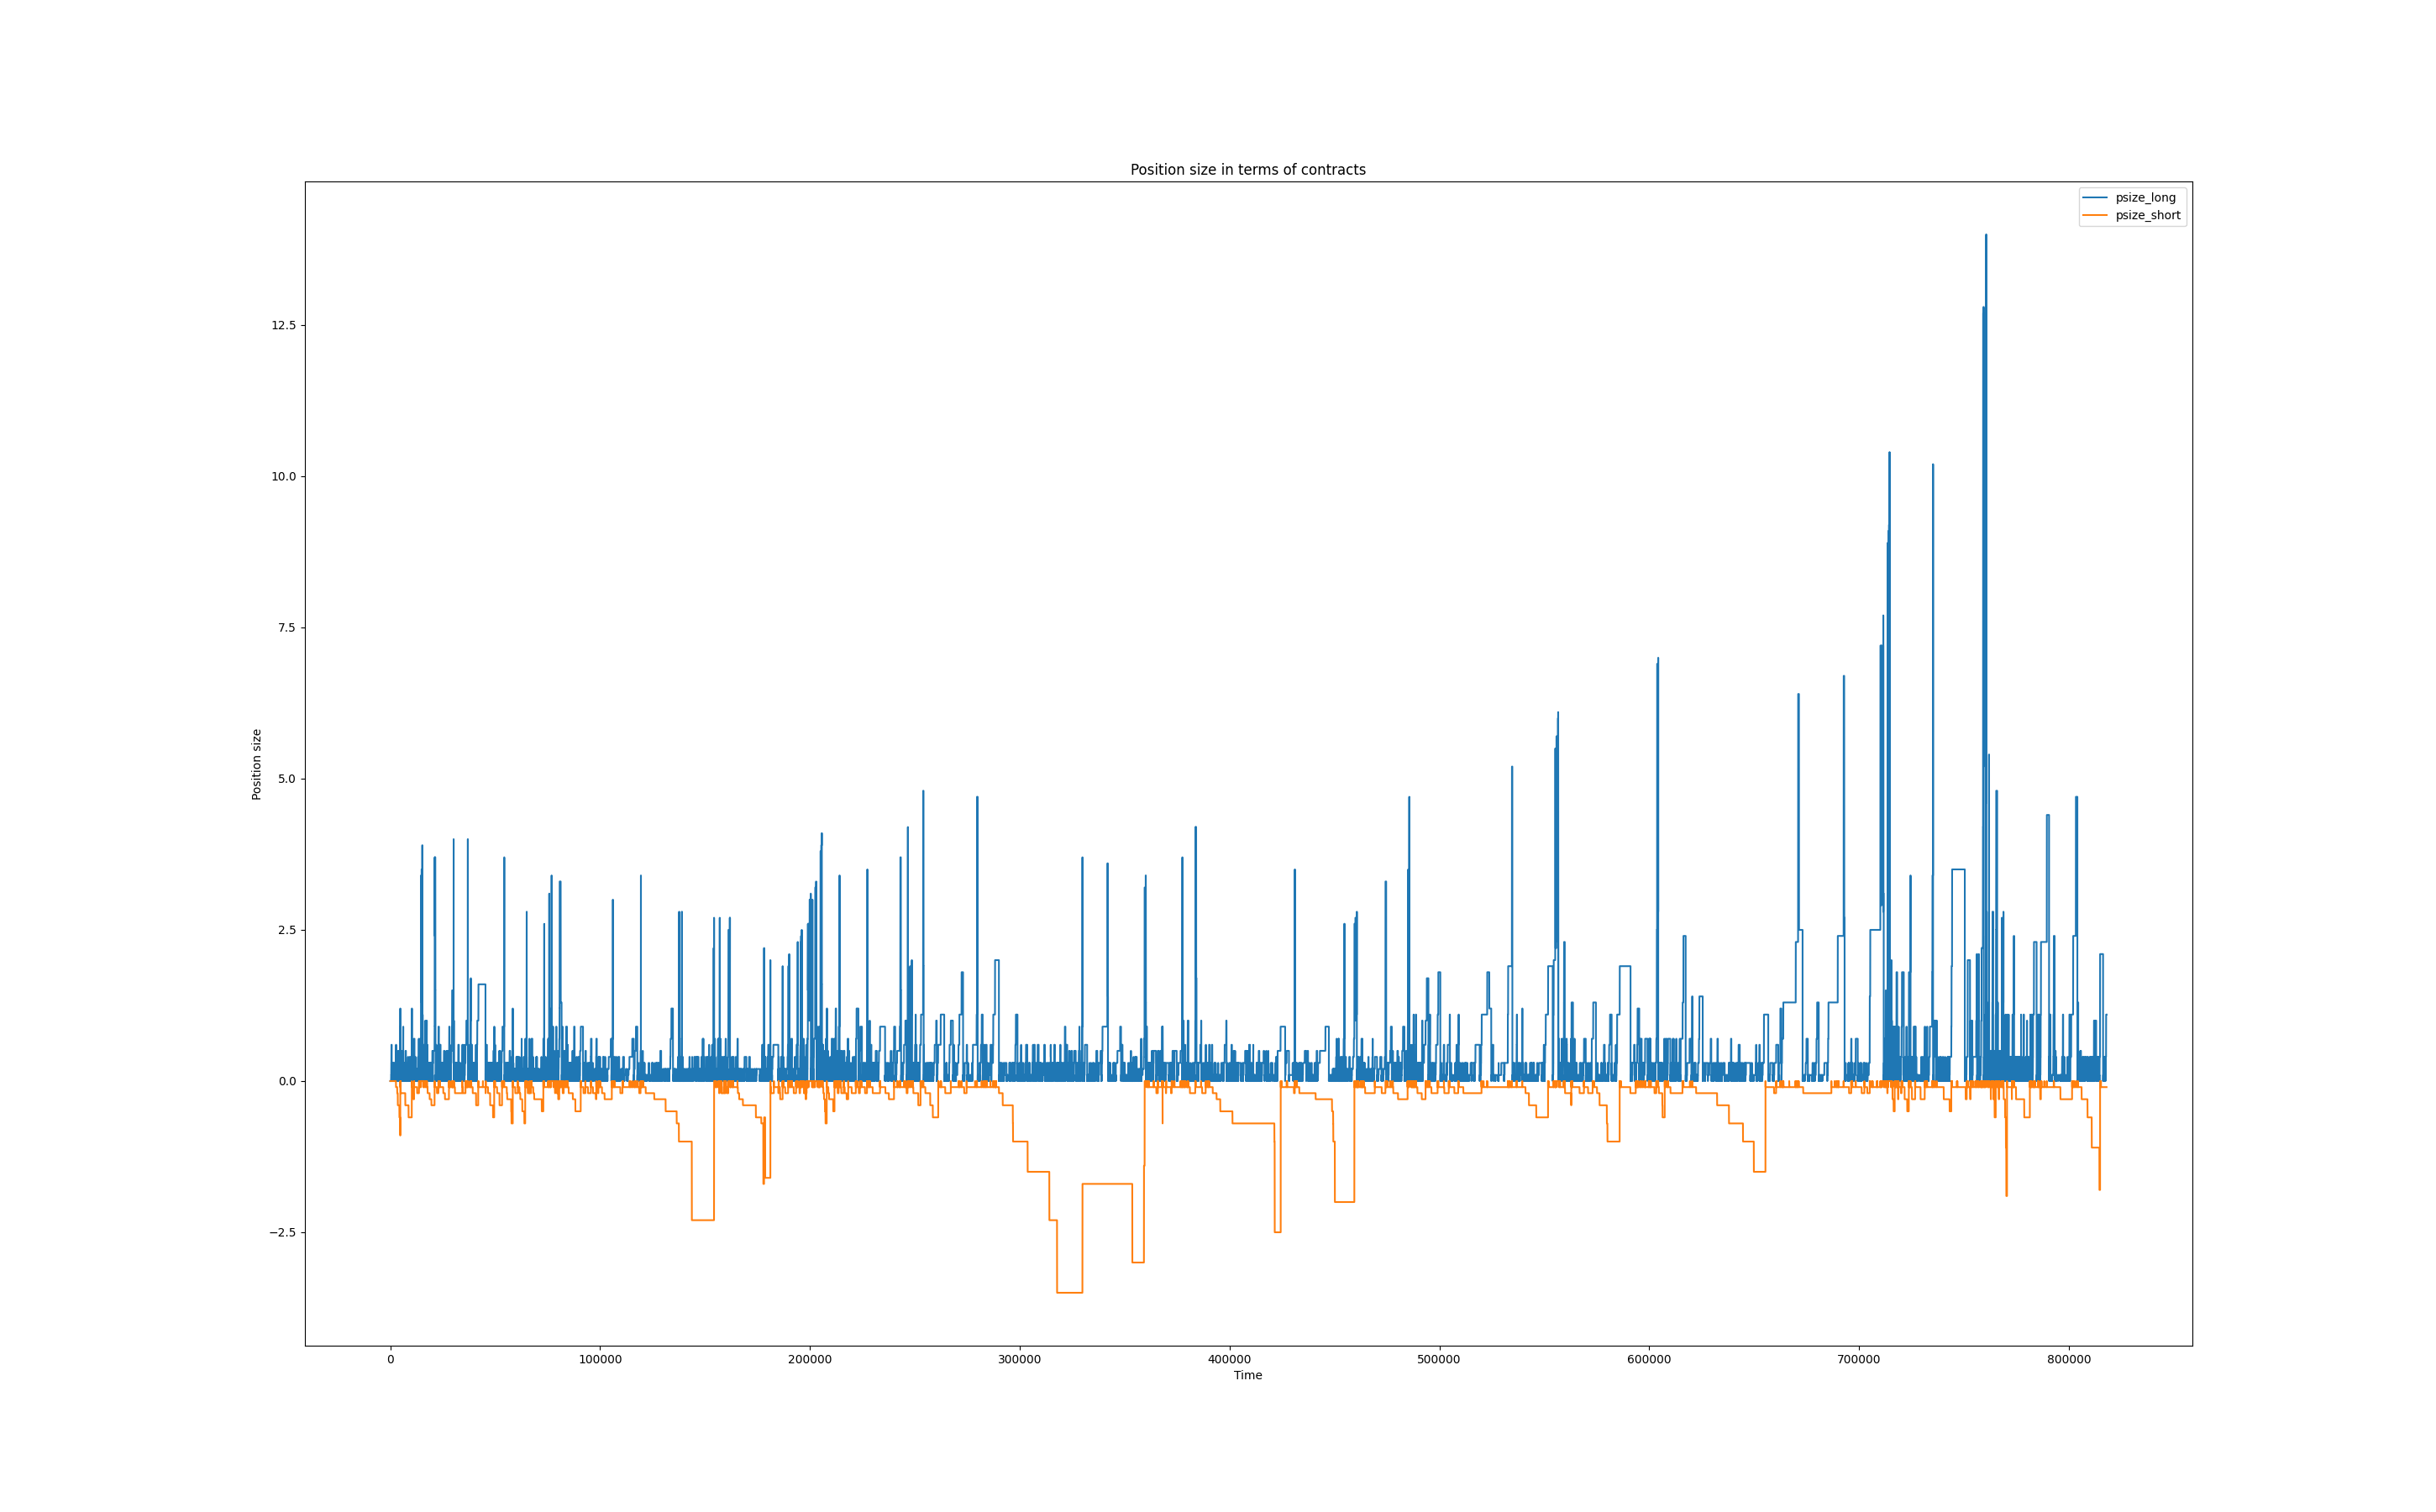 Position size in terms of contracts
psize_long
psize_short
12.5
10.0
7.5
5.0
2.5
0.0
−2.5
Position size
0 100000 200000 300000 400000 500000 600000 700000 800000
Time